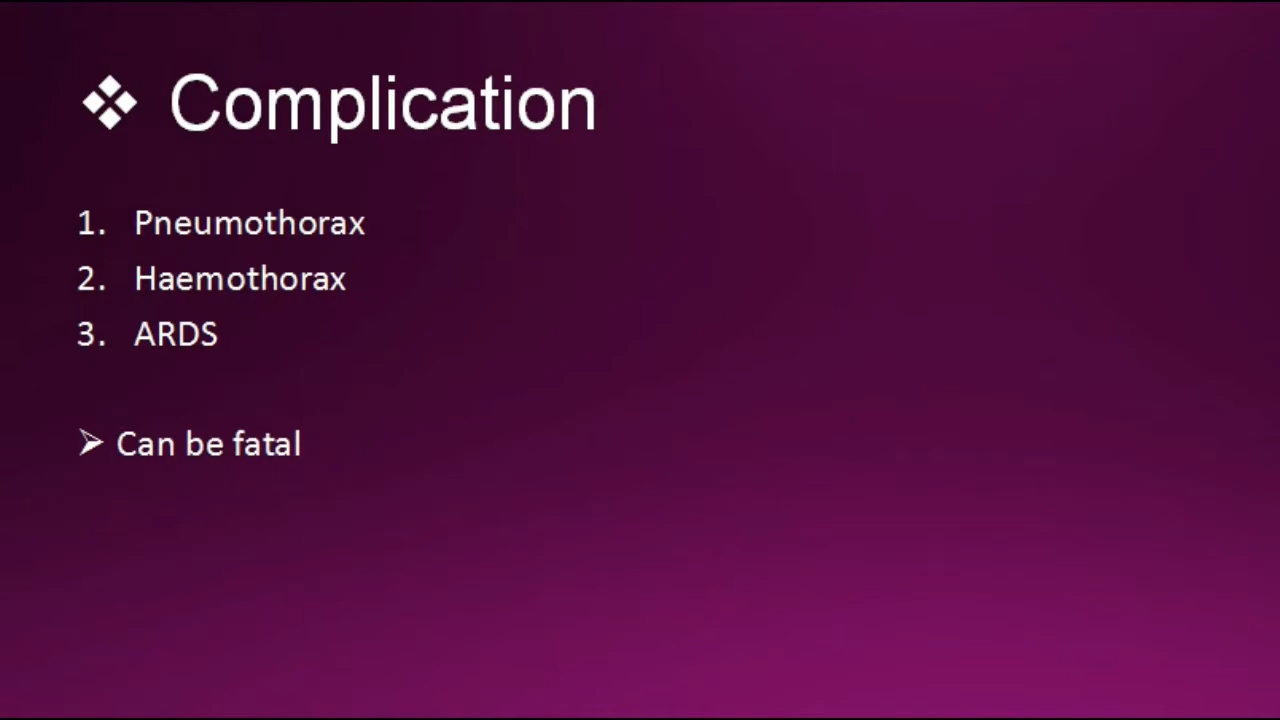 ❖ Complication
1. Pneumothorax
2. Haemothorax
3. ARDS
➢ Can be fatal